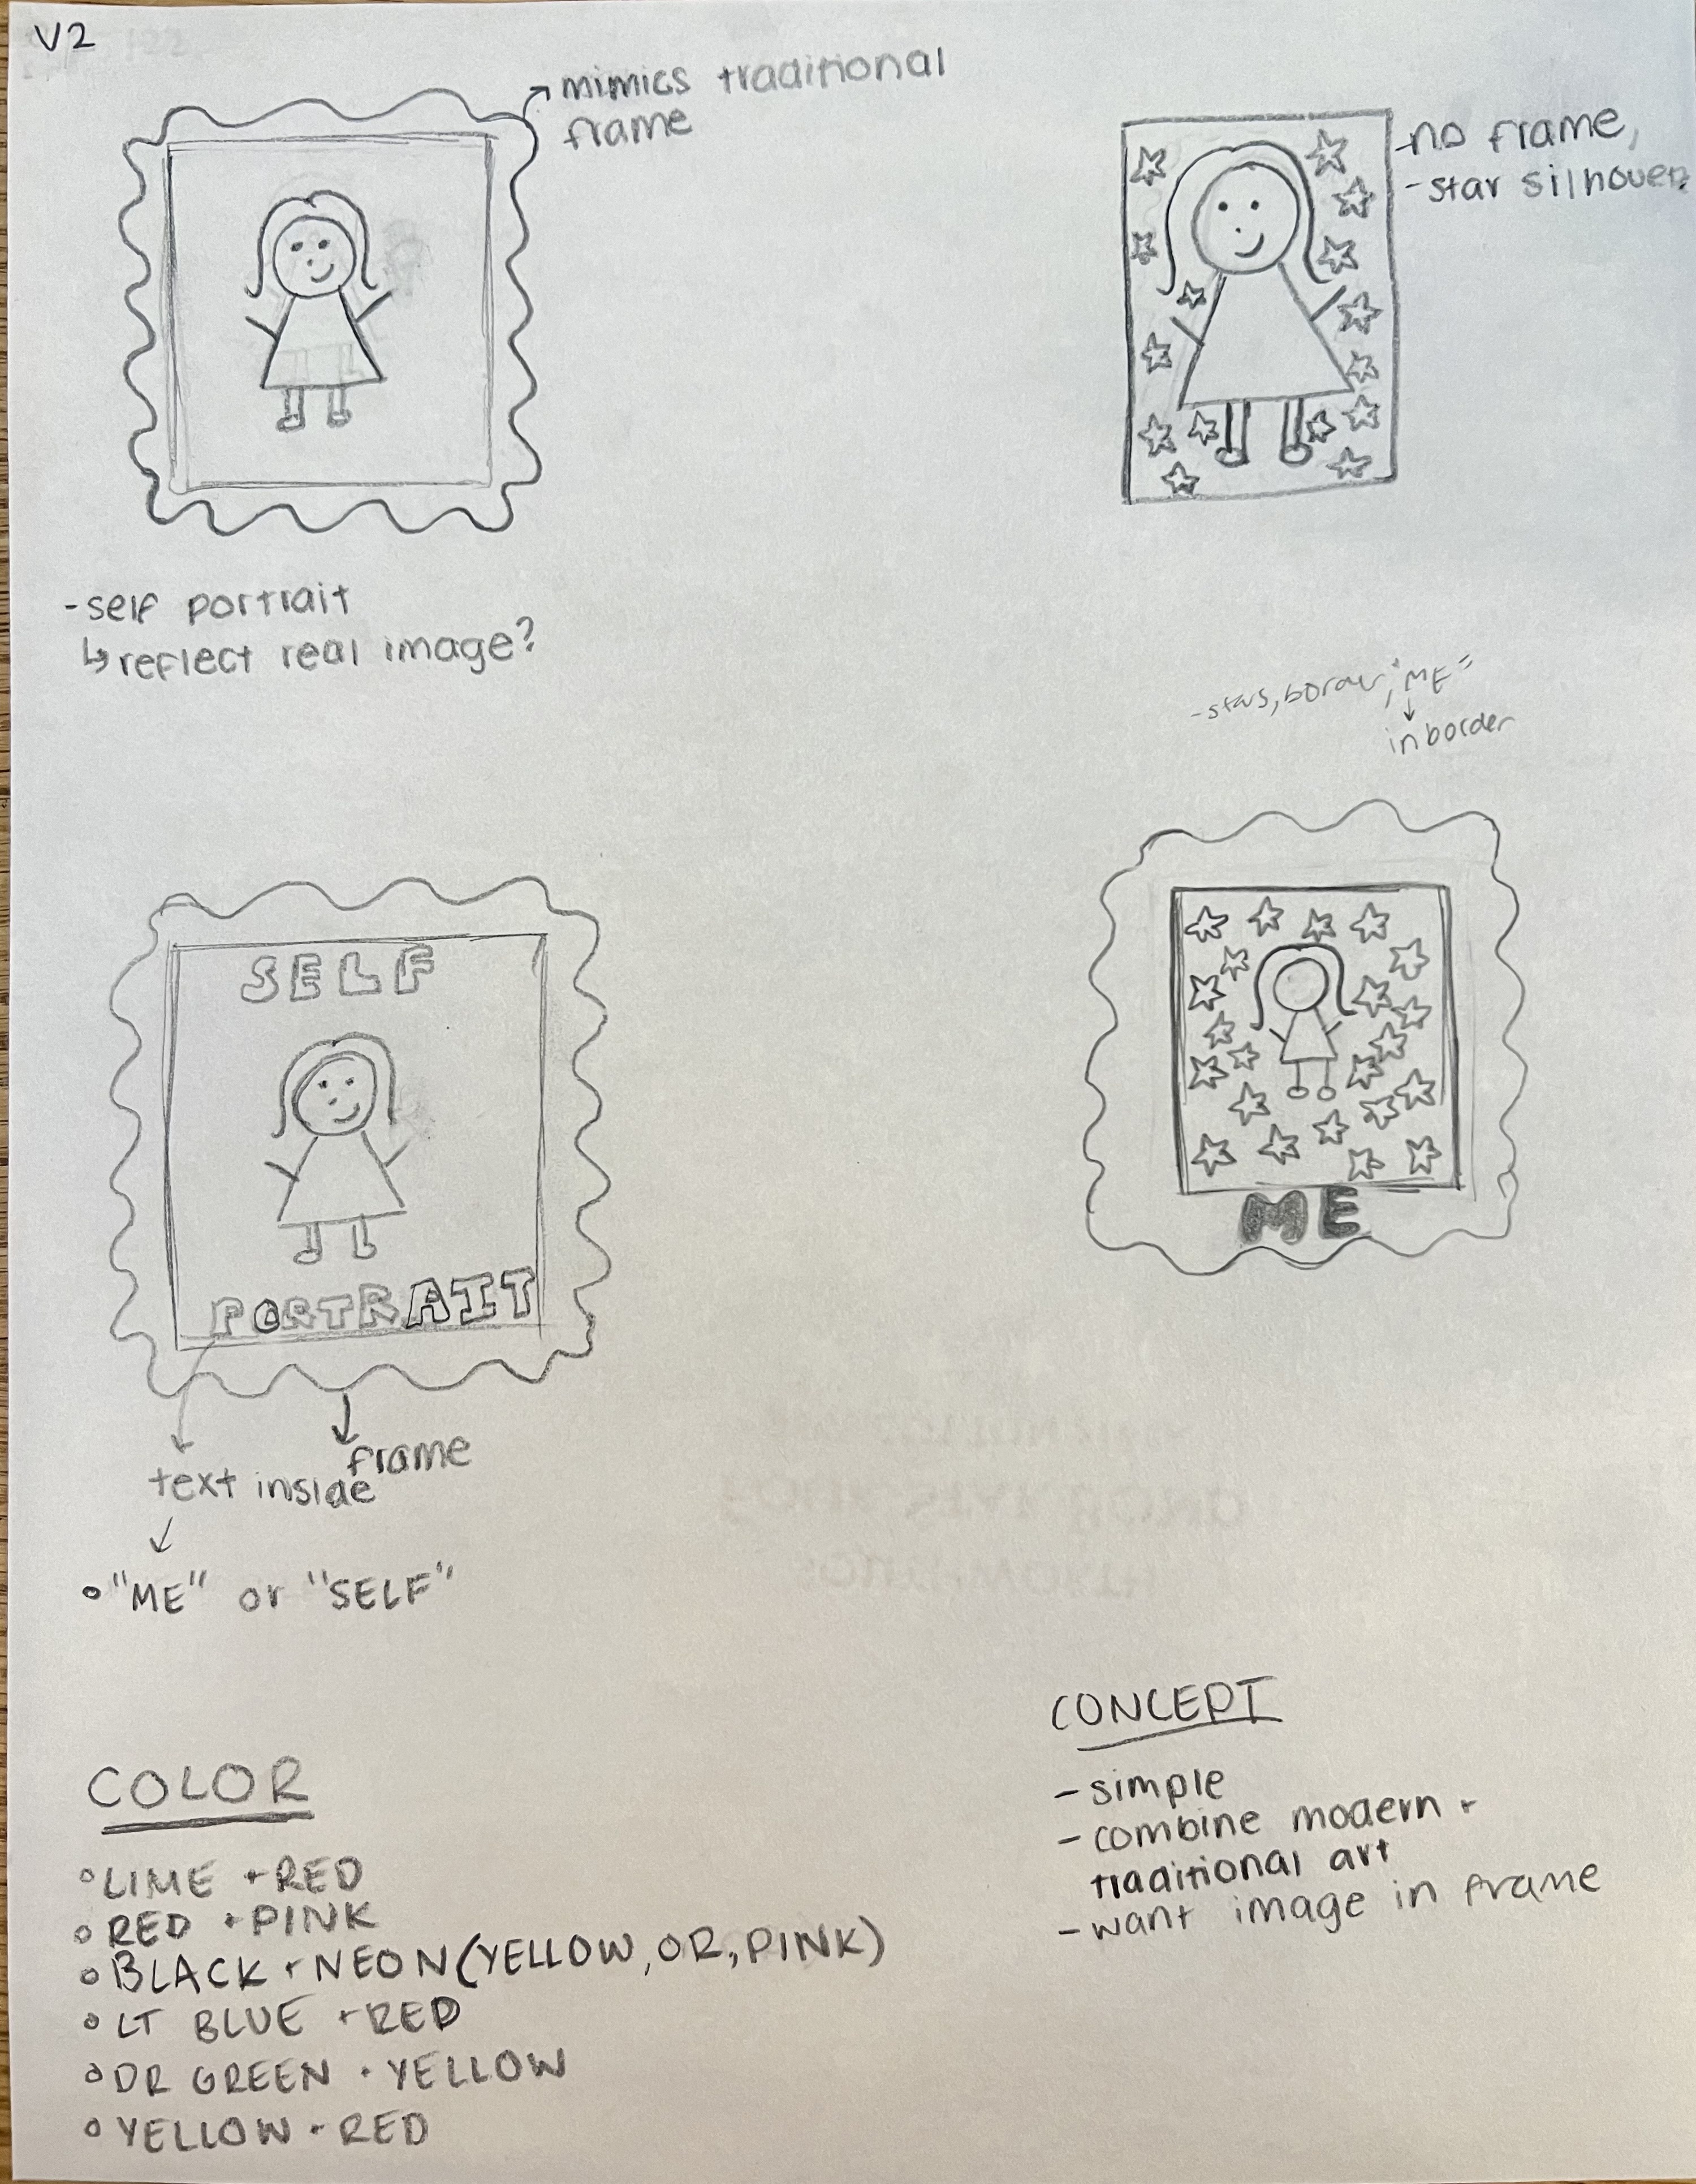 V2
mimics traditional
frame
-no frame,
-star silhouett
-self portrait
↳reflect real image?
-stars, border, "ME"
↓
in border
SELF
PORTRAIT
ME
frame
text inside
"ME" or "SELF"
CONCEPT
-simple
-combine modern +
traditional art
-want image in frame
COLOR
LIME + RED
RED + PINK
BLACK + NEON (YELLOW, OR, PINK)
LT BLUE + RED
DR GREEN + YELLOW
YELLOW + RED